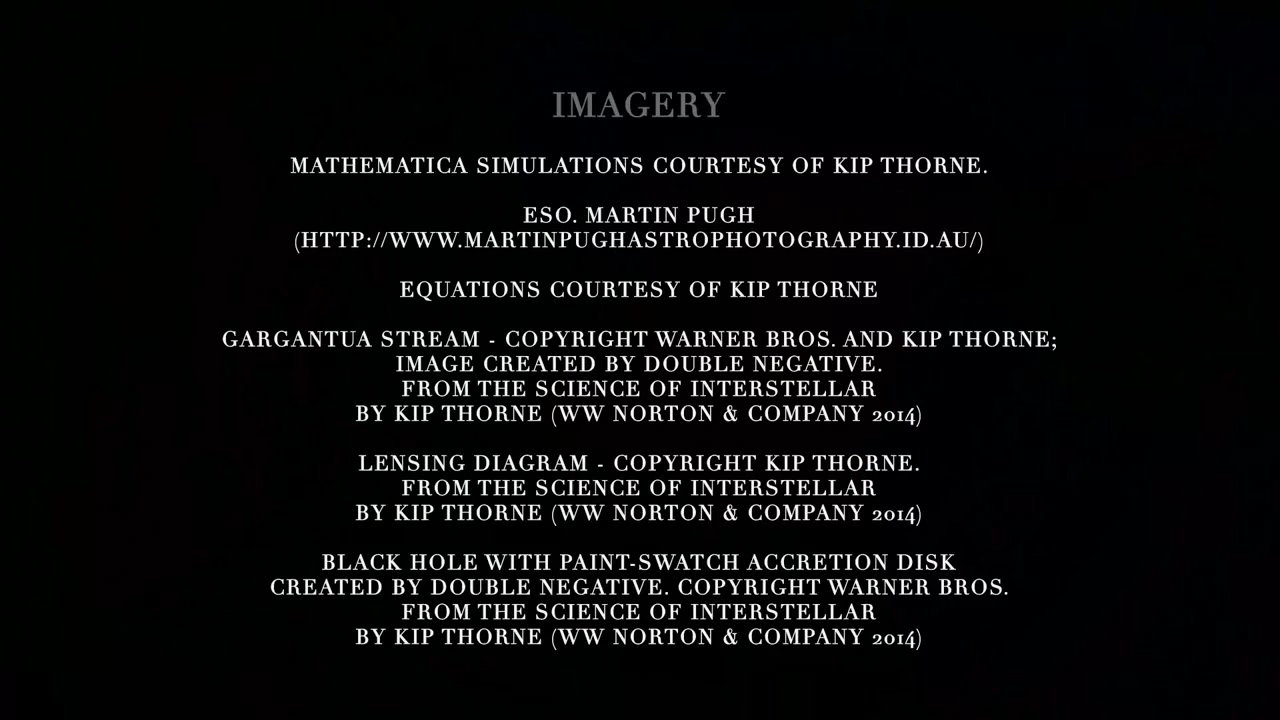 IMAGERY
MATHEMATICA SIMULATIONS COURTESY OF KIP THORNE.
ESO. MARTIN PUGH
(HTTP://WWW.MARTINPUGHASTROPHOTOGRAPHY.ID.AU/)
EQUATIONS COURTESY OF KIP THORNE
GARGANTUA STREAM - COPYRIGHT WARNER BROS. AND KIP THORNE;
IMAGE CREATED BY DOUBLE NEGATIVE.
FROM THE SCIENCE OF INTERSTELLAR
BY KIP THORNE (WW NORTON & COMPANY 2014)
LENSING DIAGRAM - COPYRIGHT KIP THORNE.
FROM THE SCIENCE OF INTERSTELLAR
BY KIP THORNE (WW NORTON & COMPANY 2014)
BLACK HOLE WITH PAINT-SWATCH ACCRETION DISK
CREATED BY DOUBLE NEGATIVE. COPYRIGHT WARNER BROS.
FROM THE SCIENCE OF INTERSTELLAR
BY KIP THORNE (WW NORTON & COMPANY 2014)